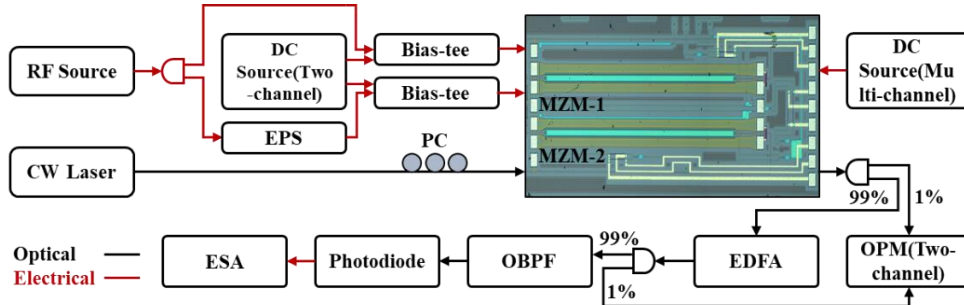 RF Source
DC
Source(Two
-channel)
Bias-tee
Bias-tee
EPS
MZM-1
MZM-2
DC
Source(Mu
lti-channel)
CW Laser
PC
99%
1%
Optical
Electrical
ESA
Photodiode
OBPF
99%
1%
EDFA
OPM(Two-
channel)